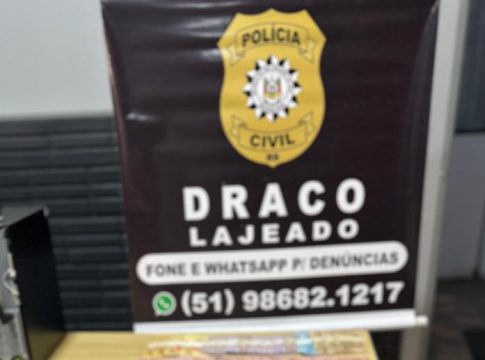 POLÍCIA
CIVIL
RS
DRACO
LAJEADO
FONE E WHATSAPP P/ DENÚNCIAS
(51) 98682.1217